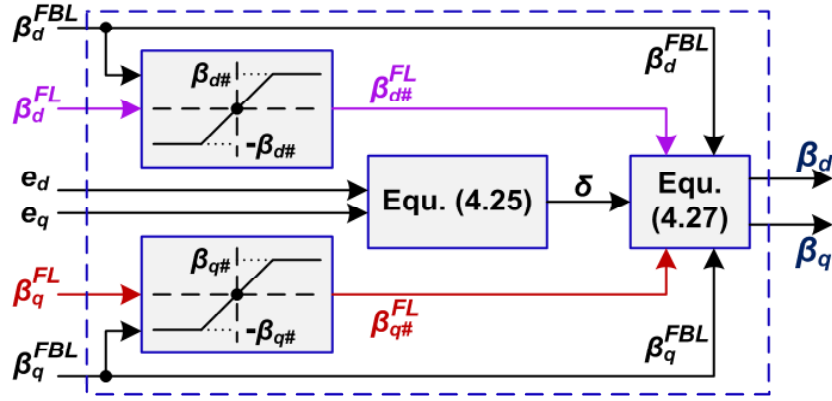 β_d^FBL
β_d#
β_d^FBL
β_d^FL
β_d#^FL
-β_d#
β_d
e_d
Equ. (4.25)
δ
Equ.
(4.27)
e_q
β_q
β_q#
β_q^FL
β_q#^FL
-β_q#
β_q^FBL
β_q^FBL